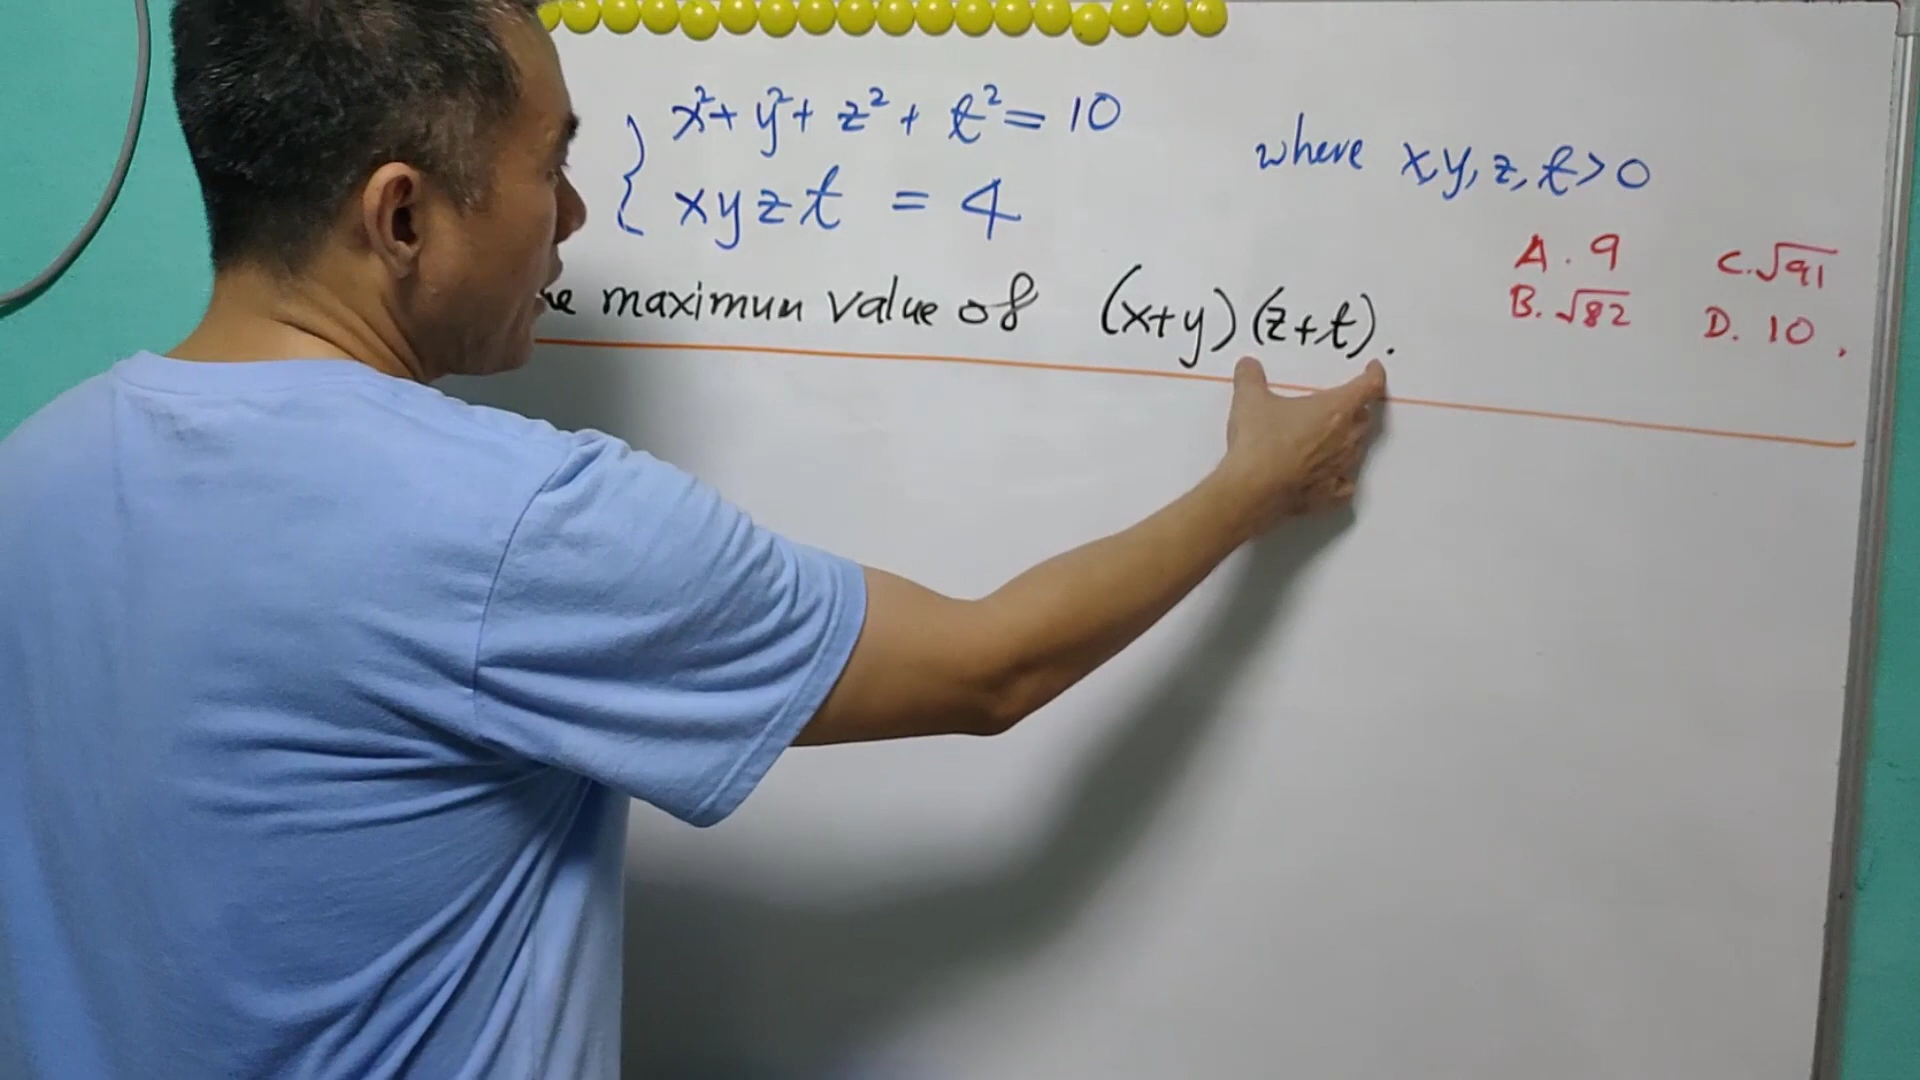 x²+ y²+ z² + t² = 10
xyzt = 4
where x,y,z,t>0
maximun value of (x+y)(z+t).
A. 9
C. √91
B. √82
D. 10.